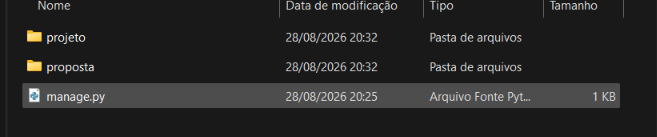 Nome Data de modificação Tipo Tamanho
projeto 28/08/2026 20:32 Pasta de arquivos
proposta 28/08/2026 20:32 Pasta de arquivos
manage.py 28/08/2026 20:25 Arquivo Fonte Pyt... 1 KB